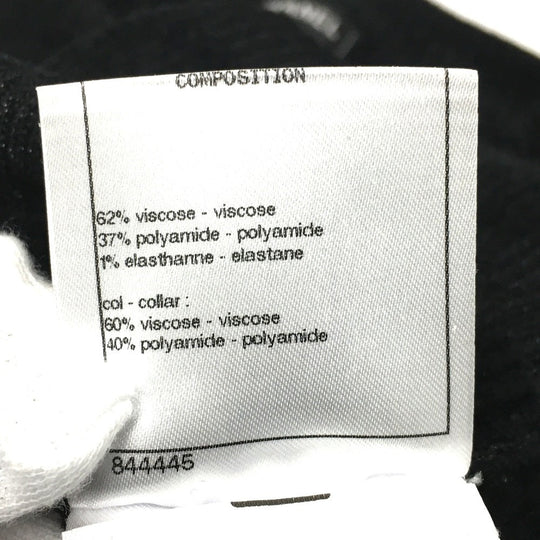 COMPOSITION
62% viscose - viscose
37% polyamide - polyamide
1% elasthanne - elastane
col - collar :
60% viscose - viscose
40% polyamide - polyamide
844445